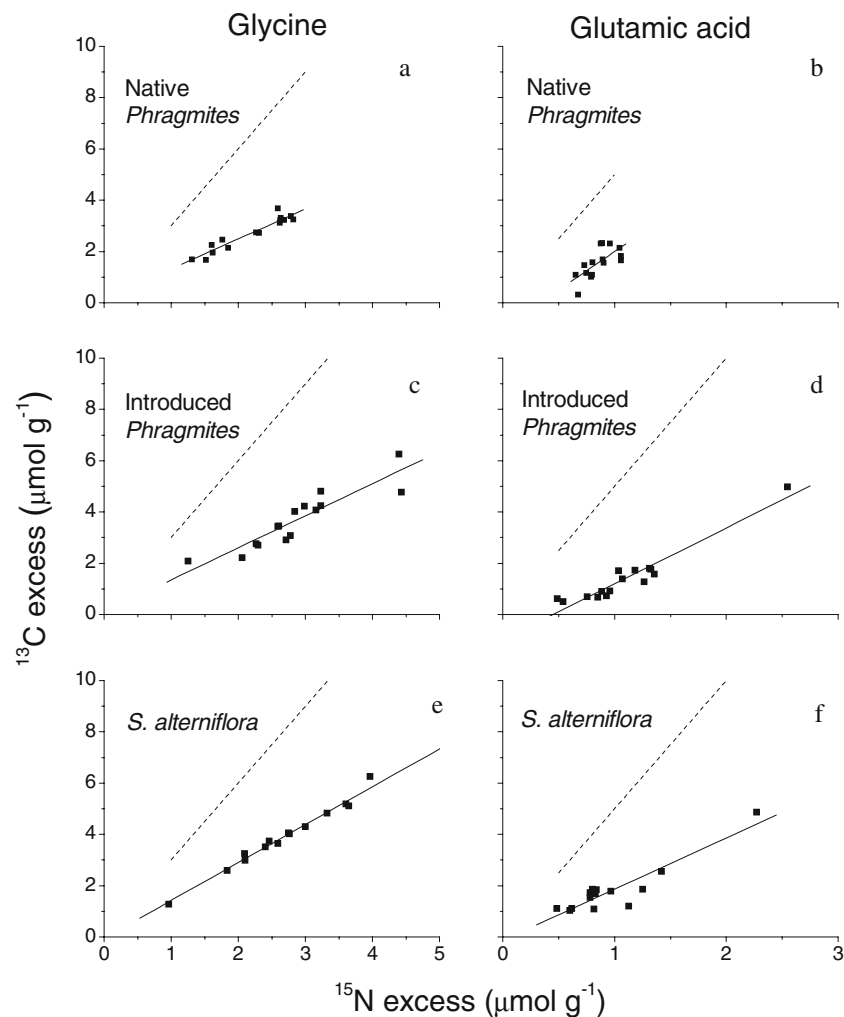 Glycine
Glutamic acid
10
8
6
4
2
0
Native
Phragmites
a
Native
Phragmites
b
10
8
6
4
2
0
Introduced
Phragmites
c
Introduced
Phragmites
d
10
8
6
4
2
0
S. alterniflora
e
S. alterniflora
f
0 1 2 3 4 5
0 1 2 3
¹³C excess (μmol g⁻¹)
¹⁵N excess (μmol g⁻¹)